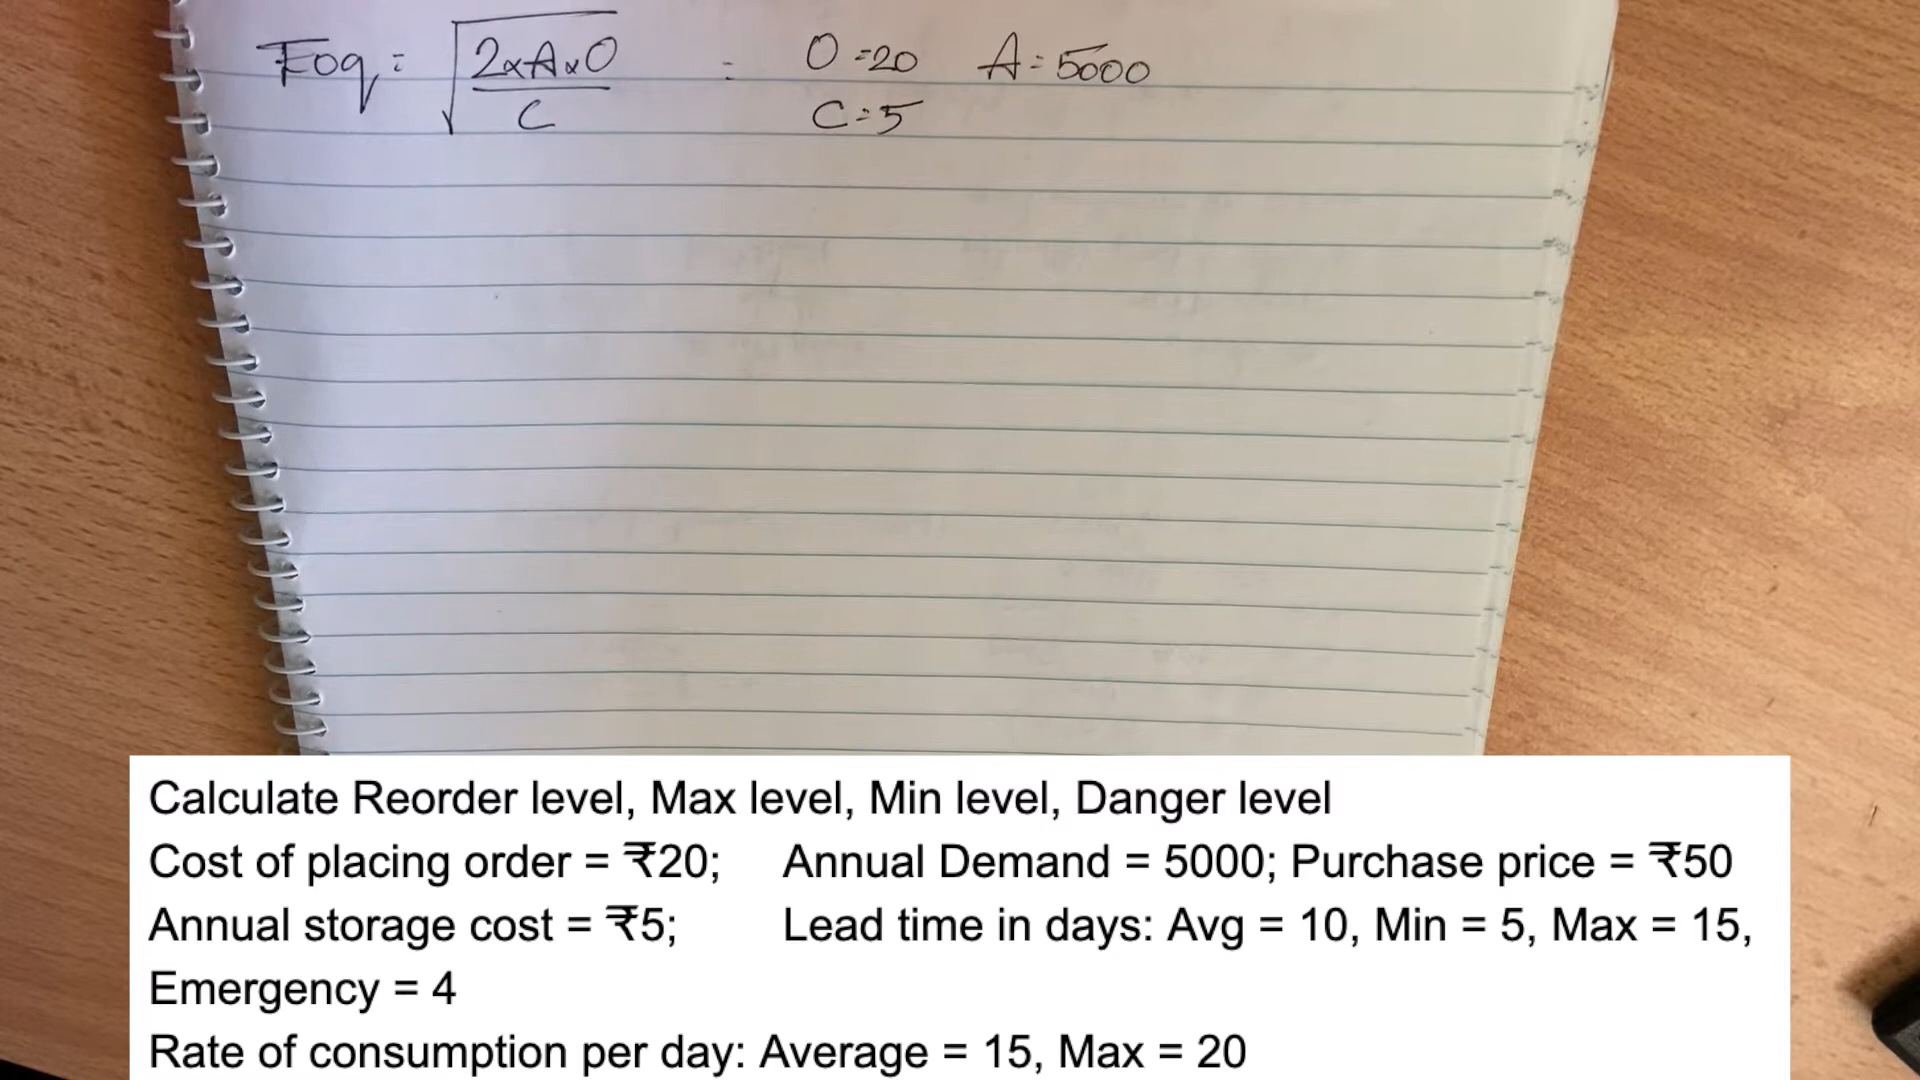 Eoq = √2xAxO / C = O = 20 A = 5000
C = 5
Calculate Reorder level, Max level, Min level, Danger level
Cost of placing order = ₹20; Annual Demand = 5000; Purchase price = ₹50
Annual storage cost = ₹5; Lead time in days: Avg = 10, Min = 5, Max = 15,
Emergency = 4
Rate of consumption per day: Average = 15, Max = 20